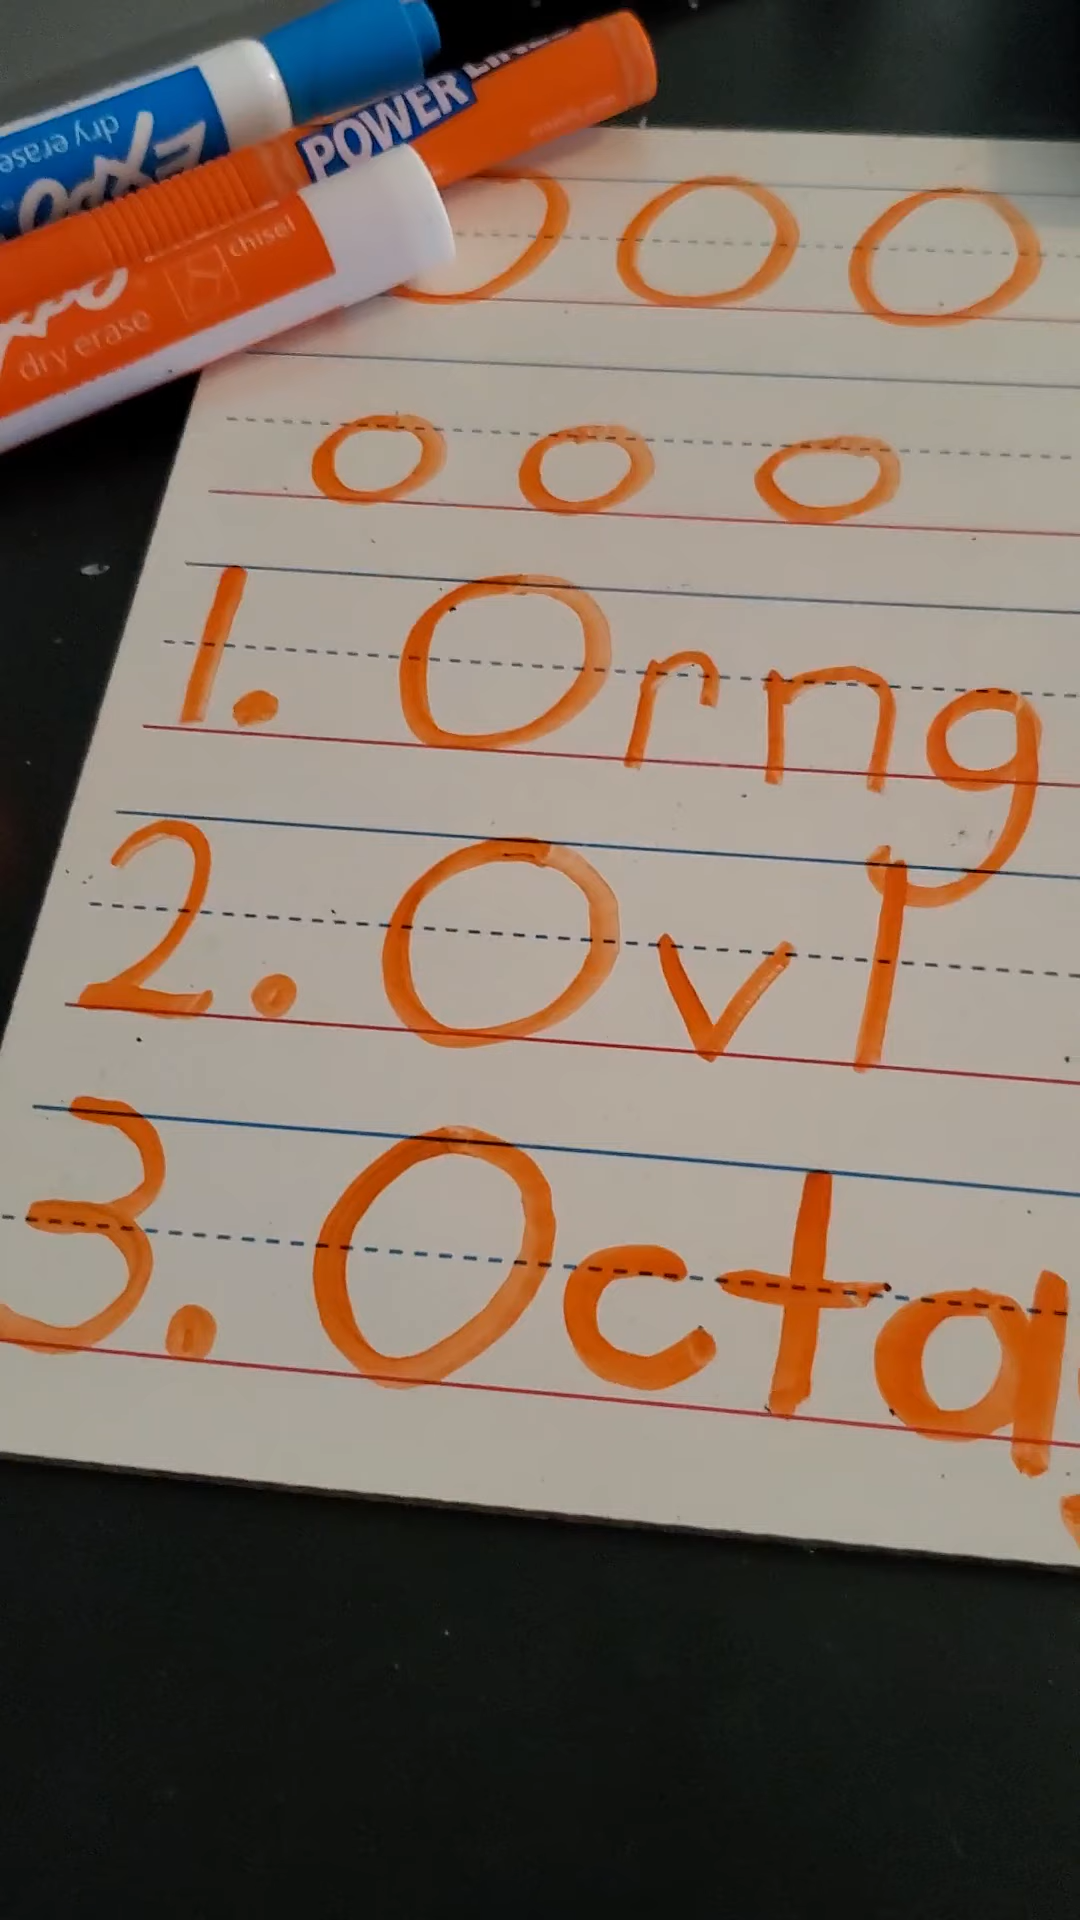 EXPO
dry erase
POWER
chisel
dry erase
O O O
o o o
1. Orng
2. Ovl
3. Octa